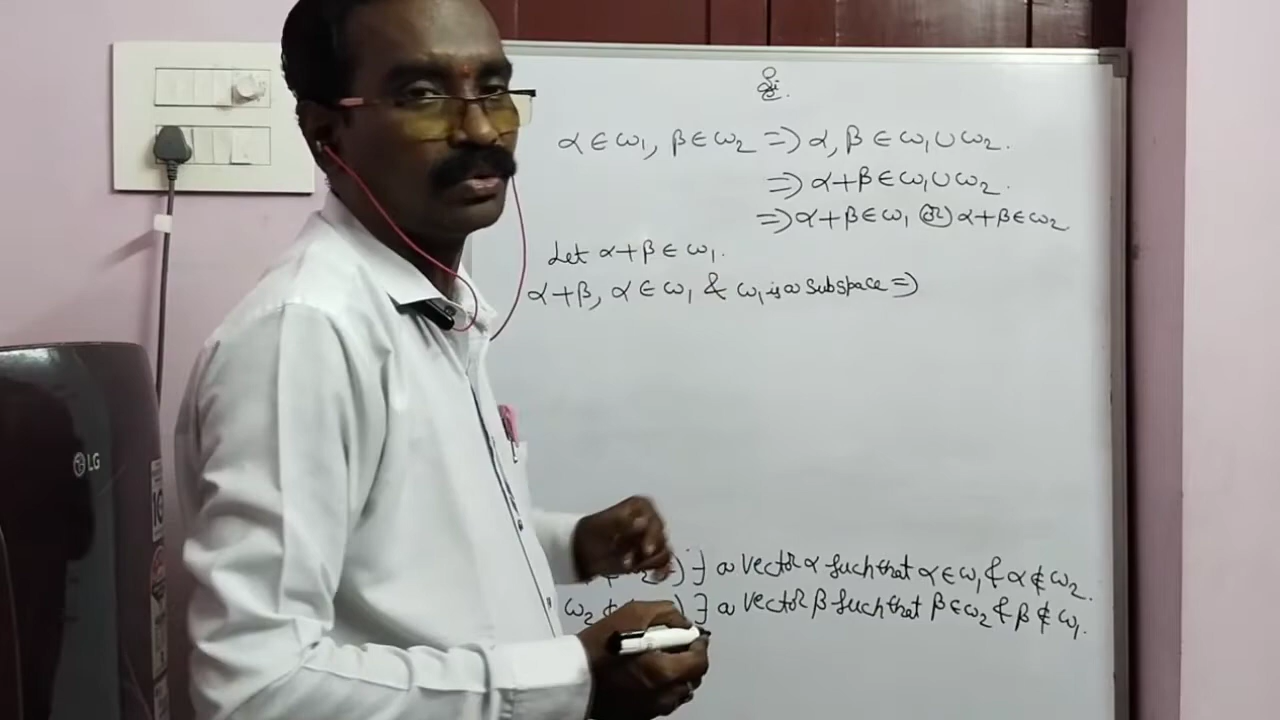 α ∈ ω₁, β ∈ ω₂ ⇒ α, β ∈ ω₁ ∪ ω₂.
⇒ α+β ∈ ω₁ ∪ ω₂.
⇒ α+β ∈ ω₁ (or) α+β ∈ ω₂
Let α+β ∈ ω₁.
α+β, α ∈ ω₁ & ω₁ is a subspace ⇒
∃ a vector α such that α ∈ ω₁ & α ∉ ω₂.
ω₂ ⊄ ∃ a vector β such that β ∈ ω₂ & β ∉ ω₁.
LG